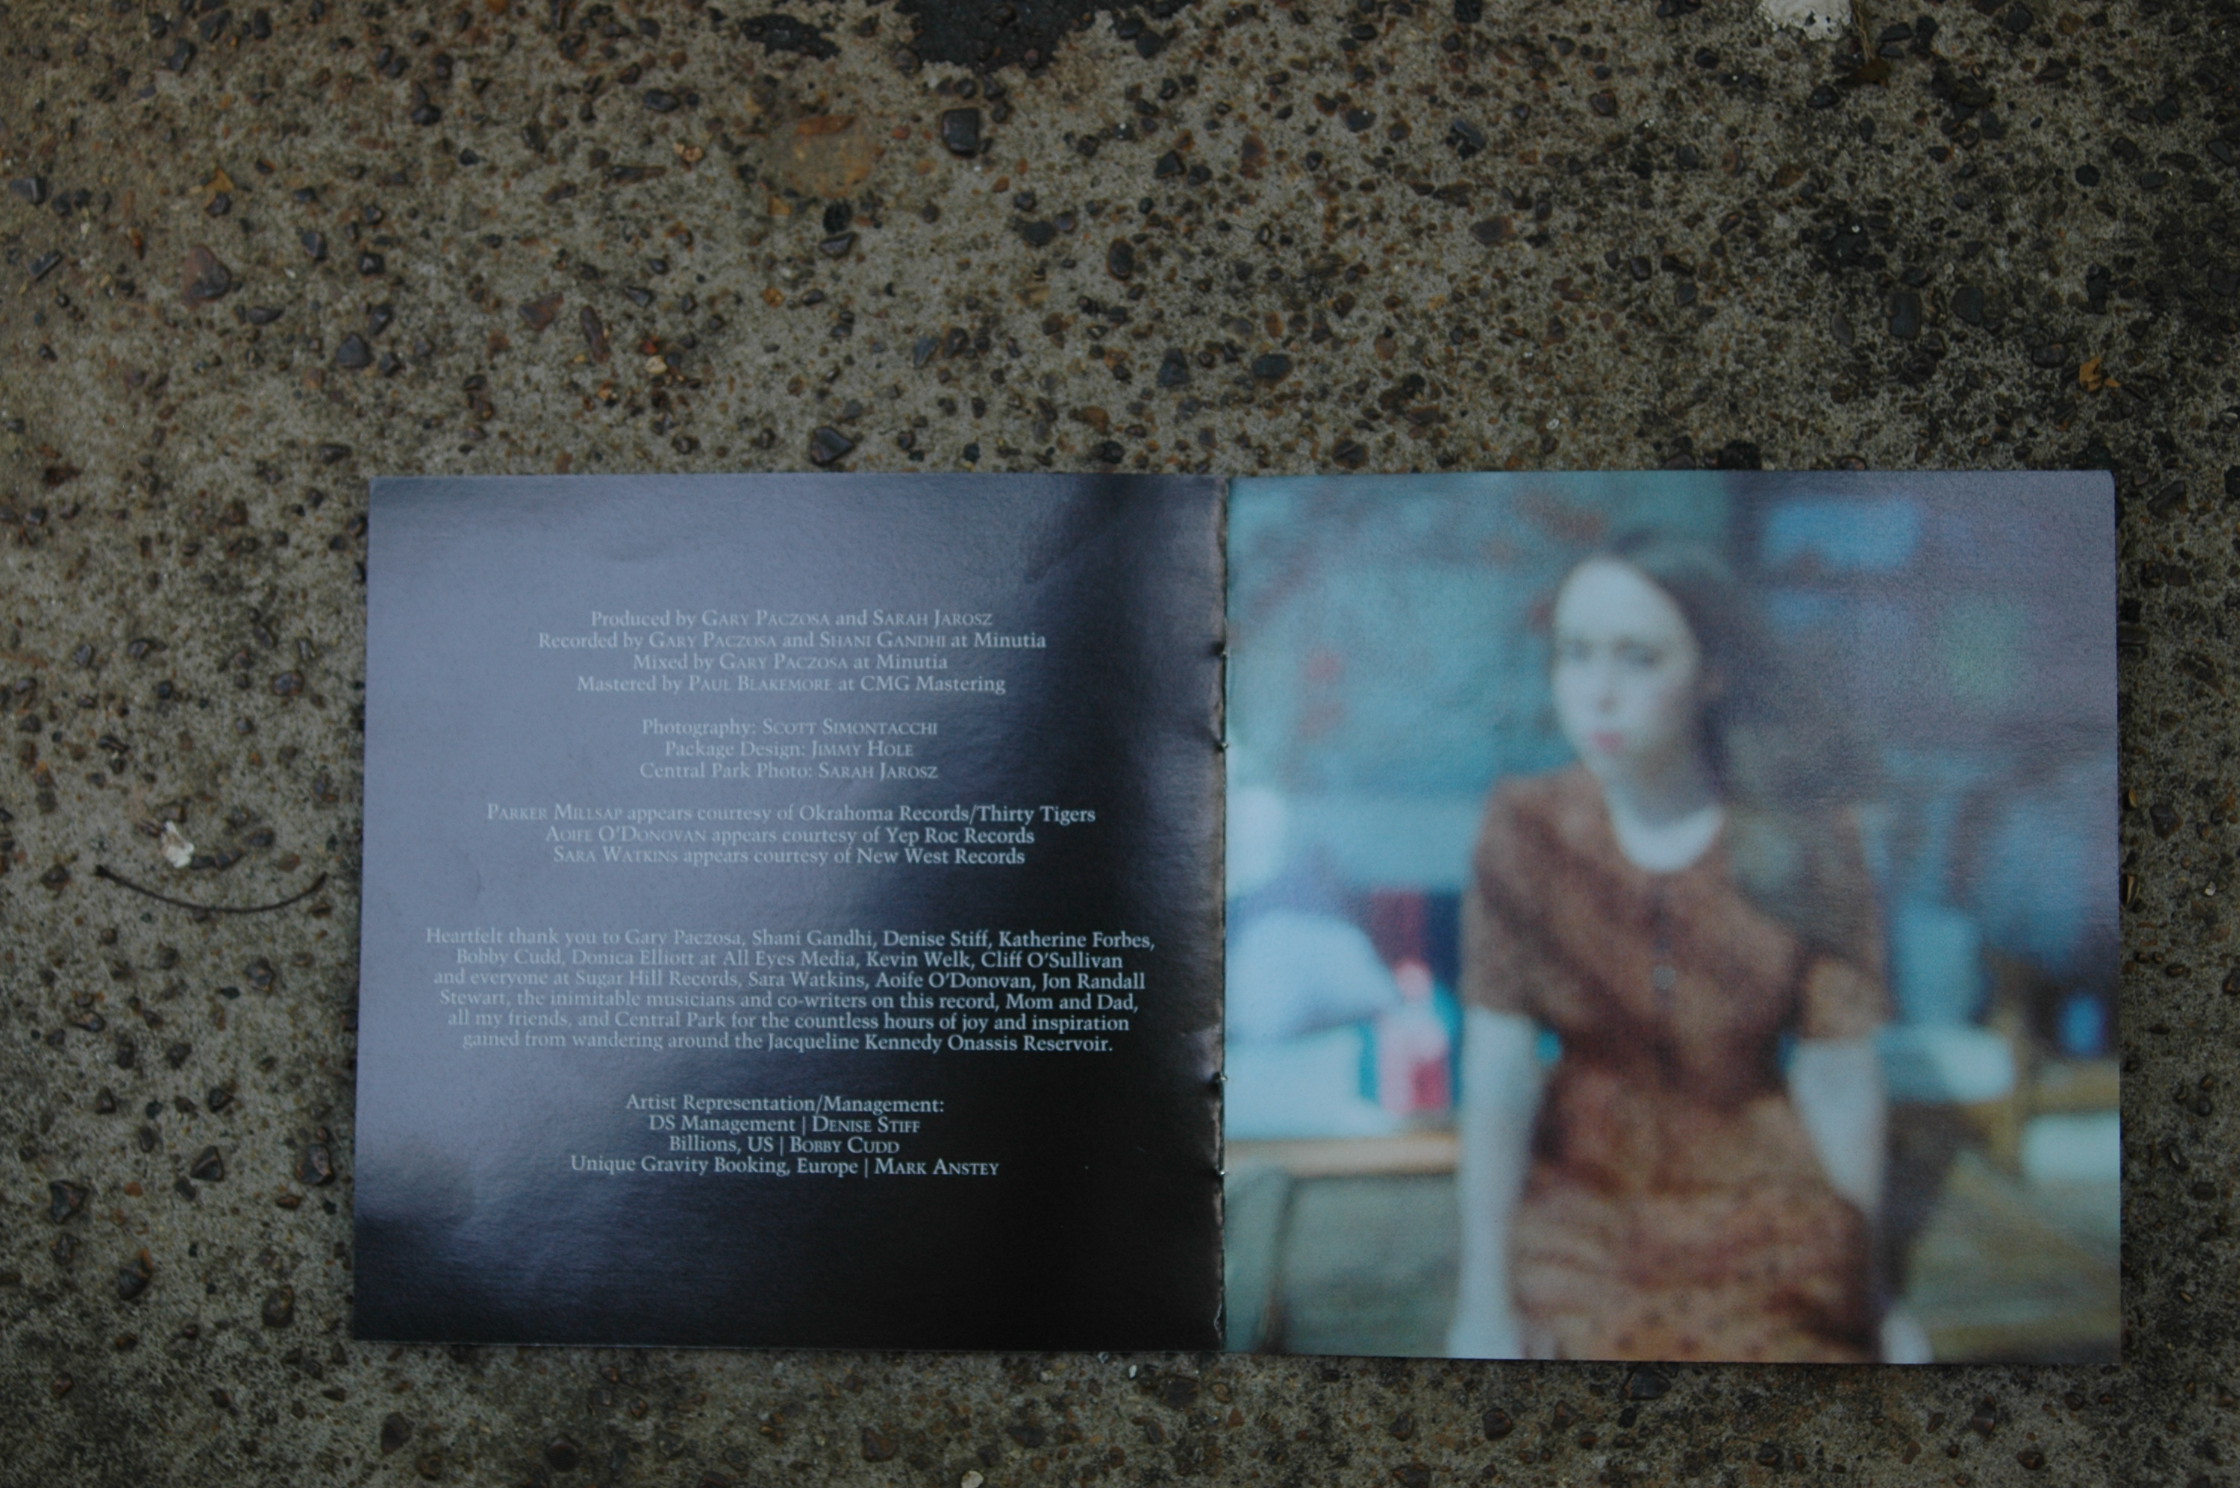 Produced by Gary Paczosa and Sarah Jarosz
Recorded by Gary Paczosa and Shani Gandhi at Minutia
Mixed by Gary Paczosa at Minutia
Mastered by Paul Blakemore at CMG Mastering
Photography: Scott Simontacchi
Package Design: Jimmy Hole
Central Park Photo: Sarah Jarosz
Parker Millsap appears courtesy of Okrahoma Records/Thirty Tigers
Aoife O'Donovan appears courtesy of Yep Roc Records
Sara Watkins appears courtesy of New West Records
Heartfelt thank you to Gary Paczosa, Shani Gandhi, Denise Stiff, Katherine Forbes,
Bobby Cudd, Donica Elliott at All Eyes Media, Kevin Welk, Cliff O'Sullivan
and everyone at Sugar Hill Records, Sara Watkins, Aoife O'Donovan, Jon Randall
Stewart, the inimitable musicians and co-writers on this record, Mom and Dad,
all my friends, and Central Park for the countless hours of joy and inspiration
gained from wandering around the Jacqueline Kennedy Onassis Reservoir.
Artist Representation/Management:
DS Management | Denise Stiff
Billions, US | Bobby Cudd
Unique Gravity Booking, Europe | Mark Anstey